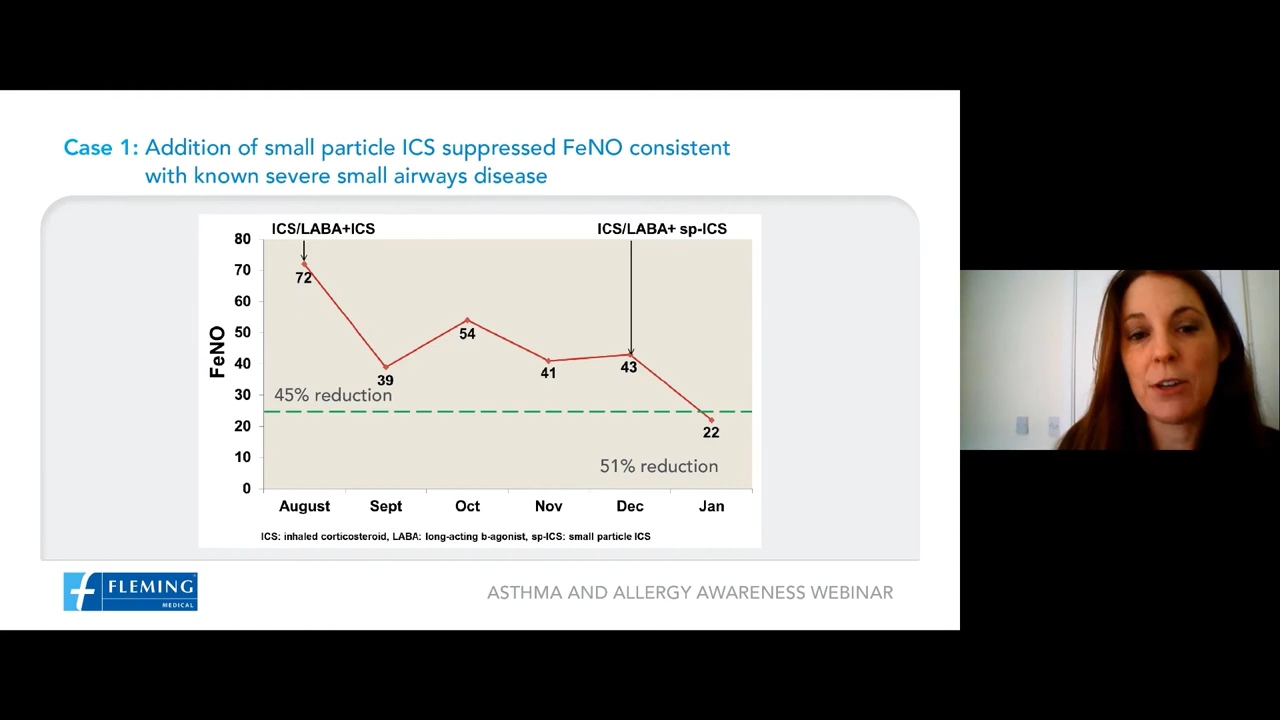 Case 1: Addition of small particle ICS suppressed FeNO consistent
with known severe small airways disease
ICS/LABA+ICS
ICS/LABA+ sp-ICS
80
70
60
50
40
30
20
10
0
FeNO
72
39
54
41
43
22
45% reduction
51% reduction
August Sept Oct Nov Dec Jan
ICS: inhaled corticosteroid, LABA: long-acting b-agonist, sp-ICS: small particle ICS
FLEMING
MEDICAL
ASTHMA AND ALLERGY AWARENESS WEBINAR